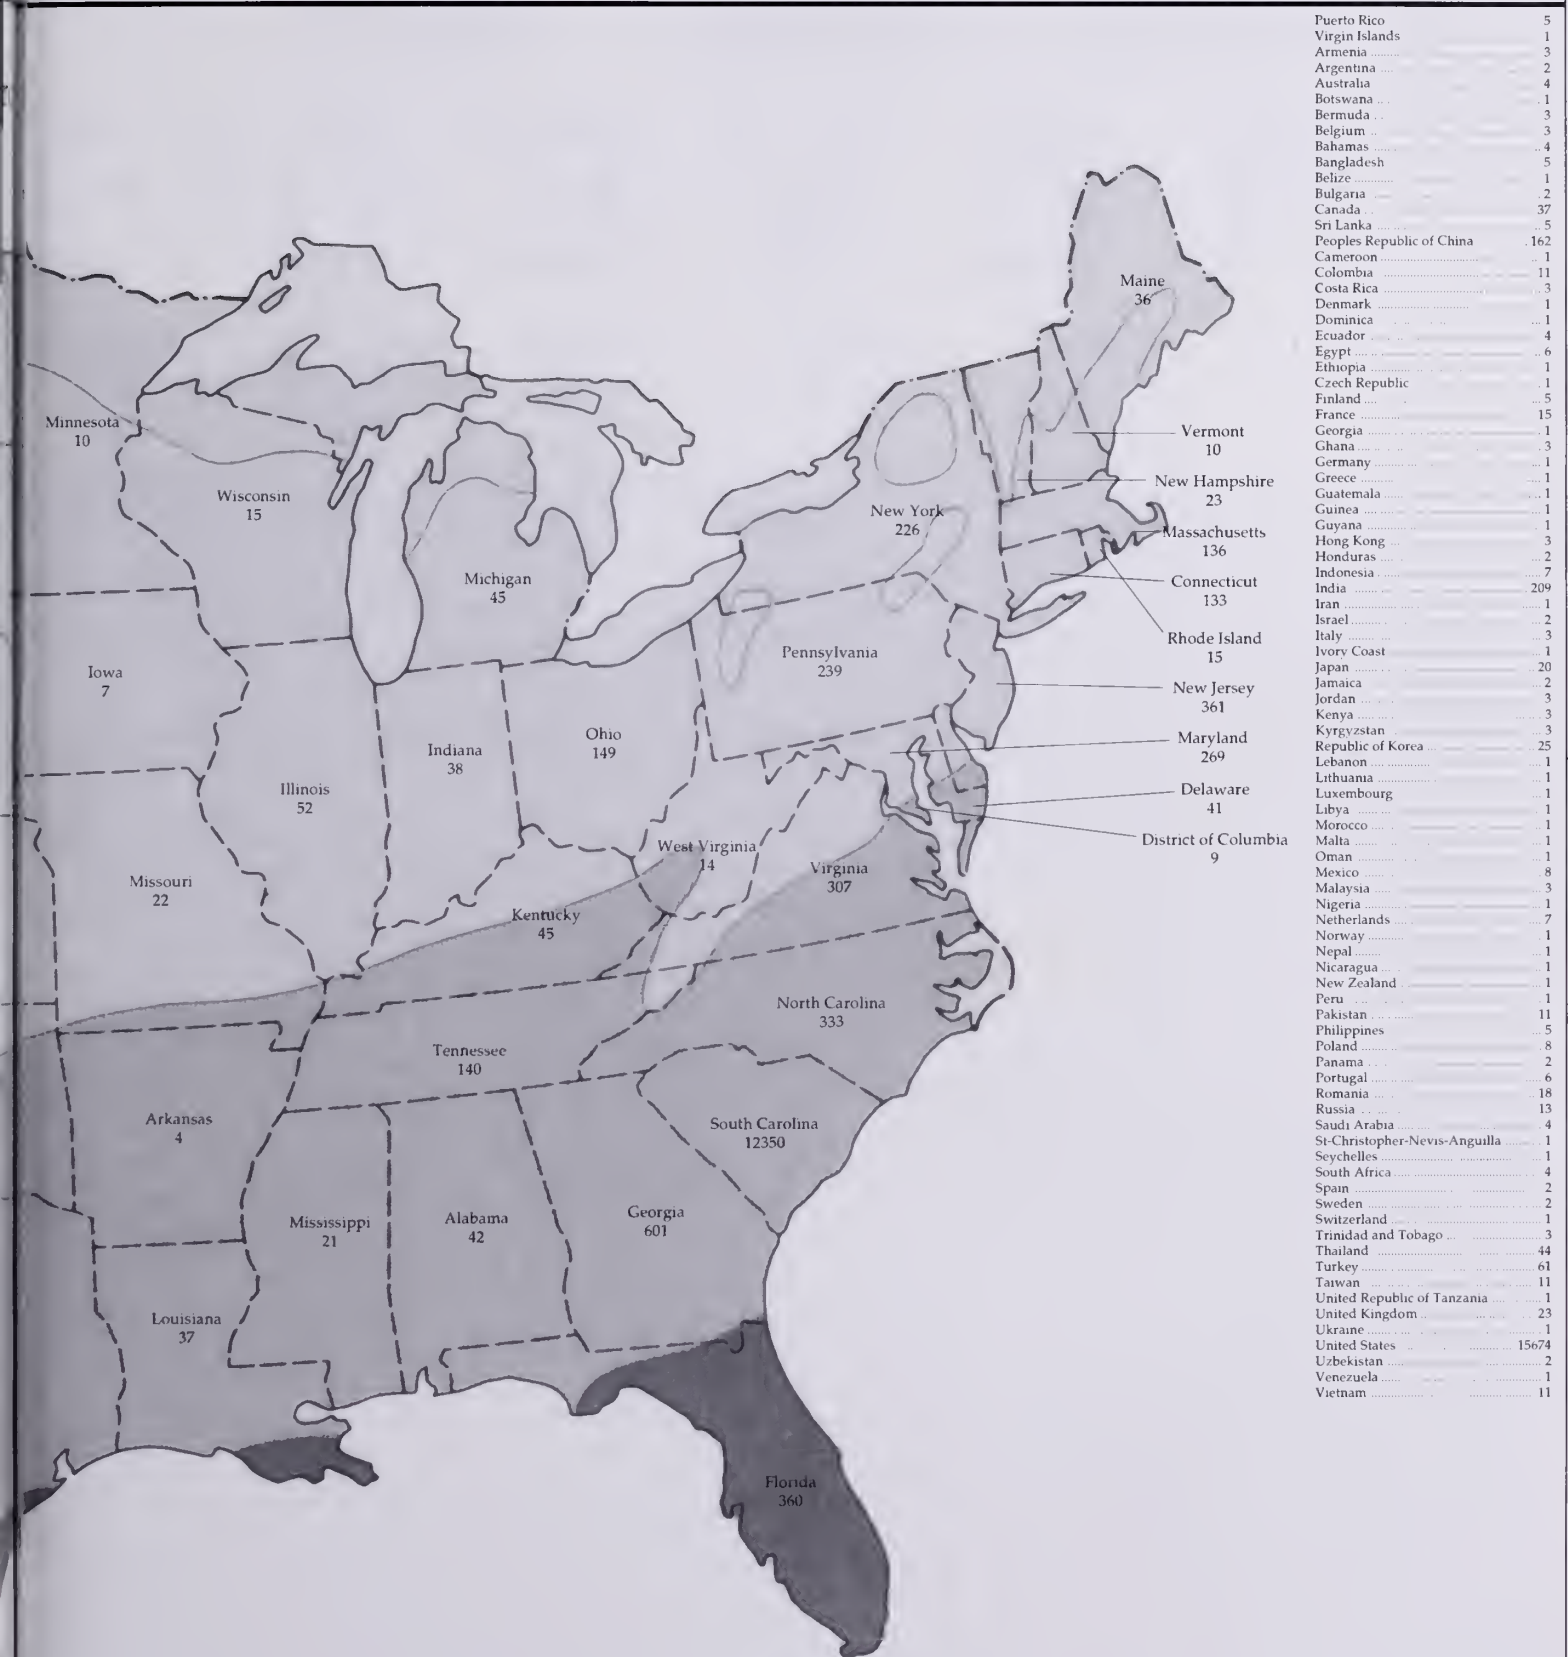 Maine
36
Minnesota
10
Wisconsin
15
Michigan
45
New York
226
Vermont
10
New Hampshire
23
Massachusetts
136
Connecticut
133
Rhode Island
15
New Jersey
361
Maryland
269
Delaware
41
District of Columbia
9
Iowa
7
Illinois
52
Indiana
38
Ohio
149
Pennsylvania
239
Missouri
22
Kentucky
45
West Virginia
14
Virginia
307
North Carolina
333
Tennessee
140
Arkansas
4
South Carolina
12350
Mississippi
21
Alabama
42
Georgia
601
Louisiana
37
Florida
360
Puerto Rico 5
Virgin Islands 1
Armenia 3
Argentina 2
Australia 4
Botswana 1
Bermuda 3
Belgium 3
Bahamas 4
Bangladesh 5
Belize 1
Bulgaria 2
Canada 37
Sri Lanka 5
Peoples Republic of China 162
Cameroon 1
Colombia 11
Costa Rica 3
Denmark 1
Dominica 1
Ecuador 4
Egypt 6
Ethiopia 1
Czech Republic 1
Finland 5
France 15
Georgia 1
Ghana 3
Germany 1
Greece 1
Guatemala 1
Guinea 1
Guyana 1
Hong Kong 3
Honduras 2
Indonesia 7
India 209
Iran 1
Israel 2
Italy 3
Ivory Coast 1
Japan 20
Jamaica 2
Jordan 3
Kenya 3
Kyrgyzstan 3
Republic of Korea 25
Lebanon 1
Lithuania 1
Luxembourg 1
Libya 1
Morocco 1
Malta 1
Oman 1
Mexico 8
Malaysia 3
Nigeria 1
Netherlands 7
Norway 1
Nepal 1
Nicaragua 1
New Zealand 1
Peru 1
Pakistan 11
Philippines 5
Poland 8
Panama 2
Portugal 6
Romania 18
Russia 13
Saudi Arabia 4
St-Christopher-Nevis-Anguilla 1
Seychelles 1
South Africa 4
Spain 2
Sweden 2
Switzerland 1
Trinidad and Tobago 3
Thailand 44
Turkey 61
Taiwan 11
United Republic of Tanzania 1
United Kingdom 23
Ukraine 1
United States 15674
Uzbekistan 2
Venezuela 1
Vietnam 11